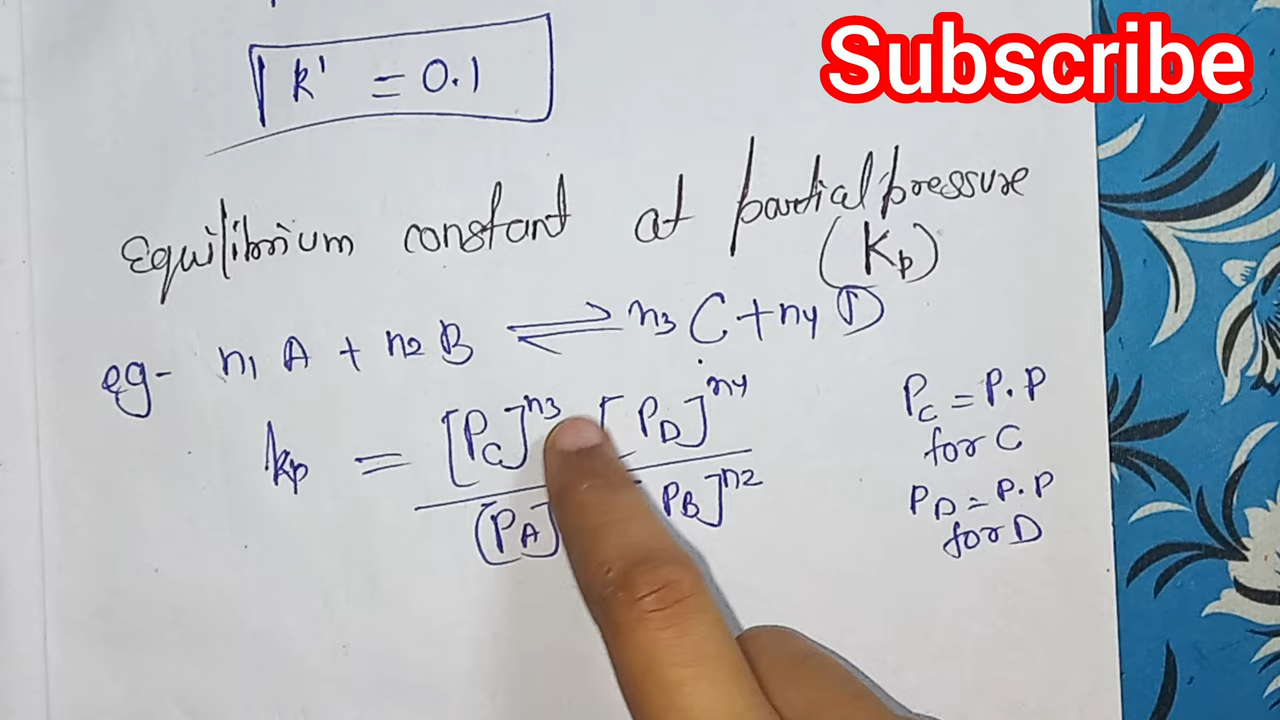 Subscribe
k' = 0.1
Equilibrium constant at partial pressure
(Kp)
eg- n1 A + n2 B ⇌ n3 C + n4 D
kp = [PC]^n3 [PD]^n4
[PA] PB]^n2
PC = P.P
for C
PD = P.P
for D